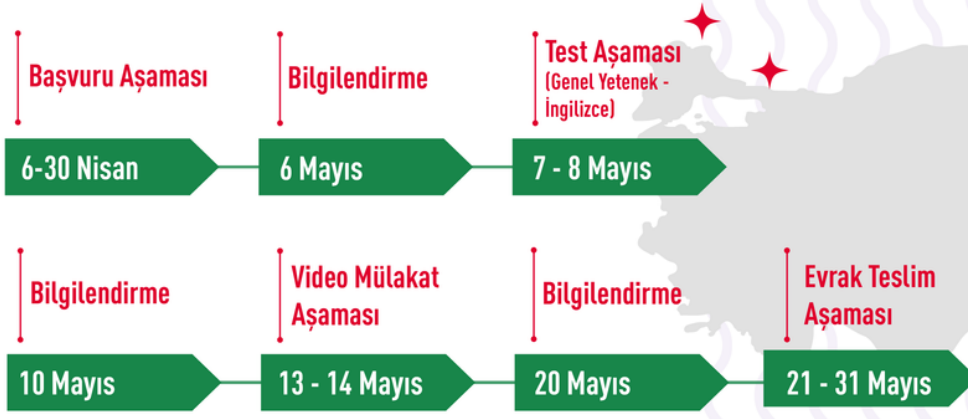 Başvuru Aşaması
6-30 Nisan
Bilgilendirme
6 Mayıs
Test Aşaması
(Genel Yetenek -
İngilizce)
7 - 8 Mayıs
Bilgilendirme
10 Mayıs
Video Mülakat
Aşaması
13 - 14 Mayıs
Bilgilendirme
20 Mayıs
Evrak Teslim
Aşaması
21 - 31 Mayıs